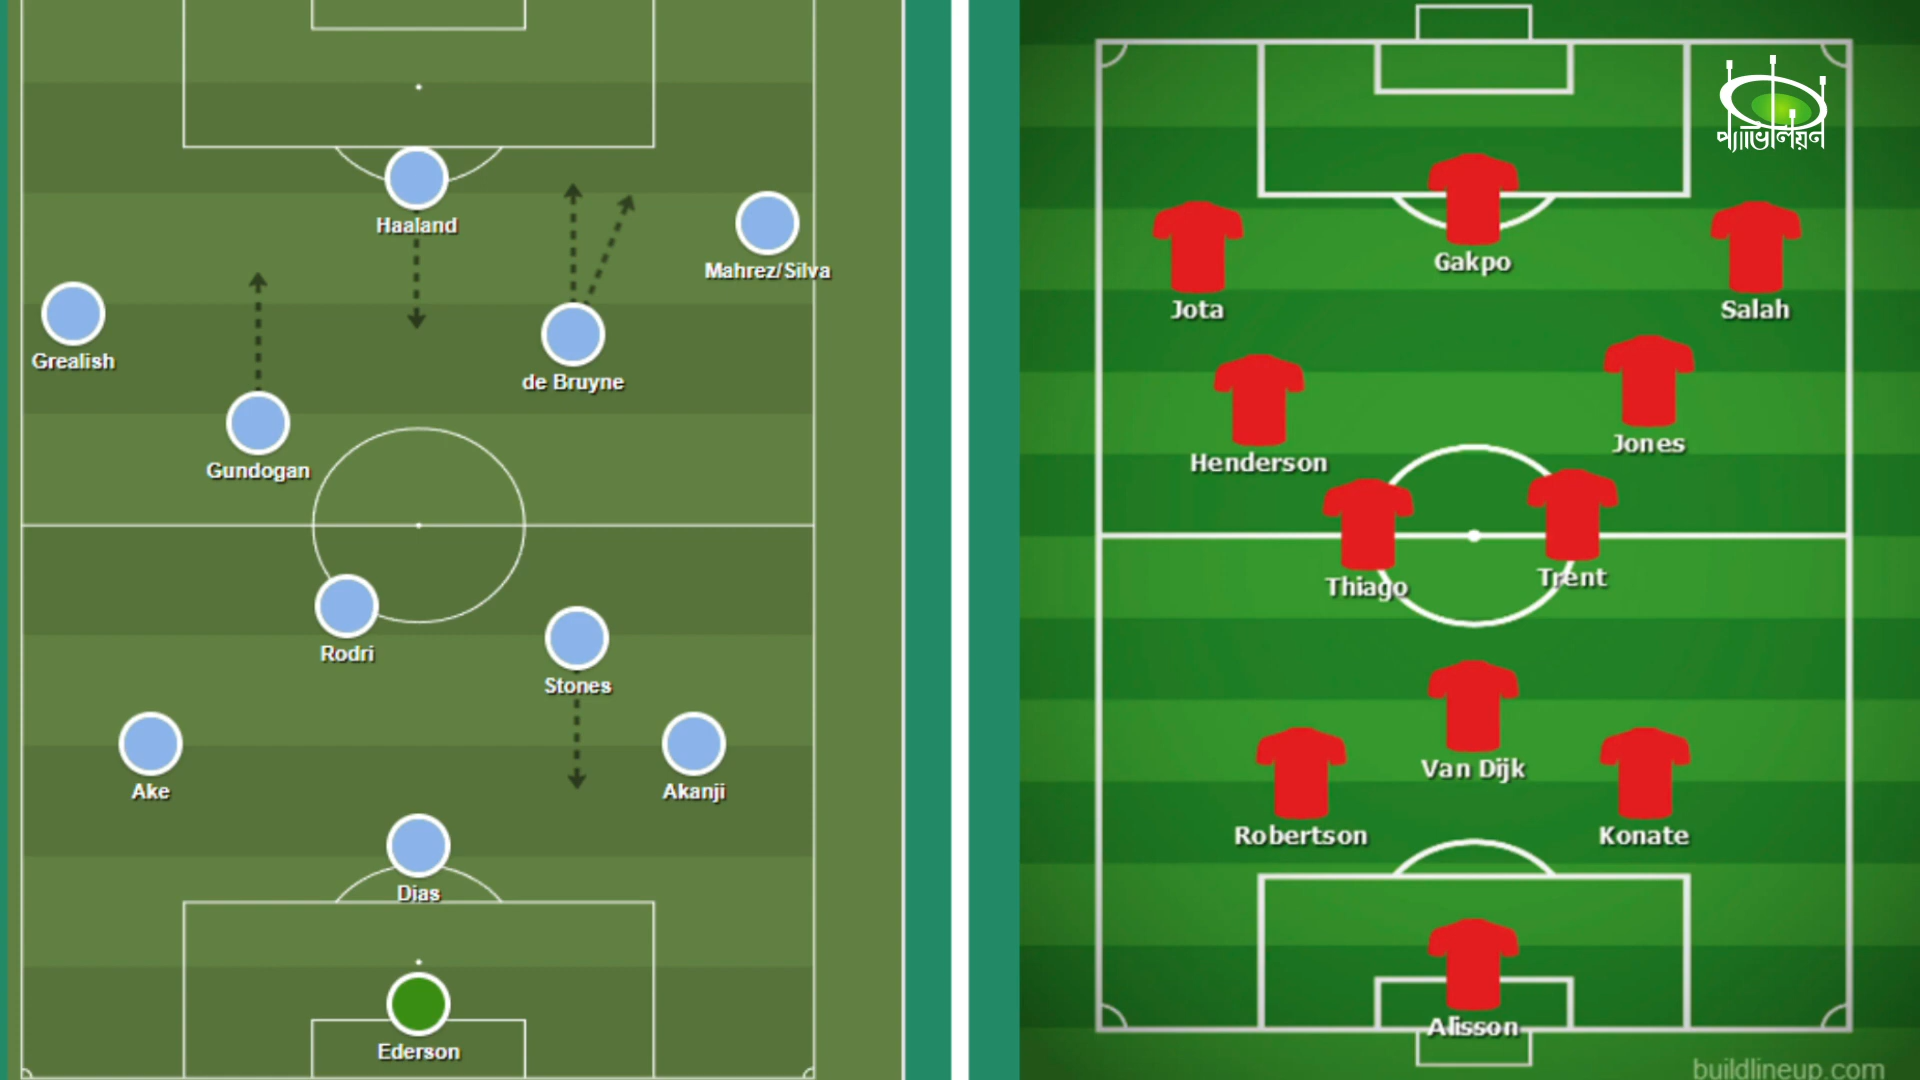 Haaland
Mahrez/Silva
Grealish
de Bruyne
Gundogan
Rodri
Stones
Ake
Akanji
Dias
Ederson
প্যাভিলিয়ন
Gakpo
Jota
Salah
Henderson
Jones
Thiago
Trent
Van Dijk
Robertson
Konate
Alisson
buildlineup.com